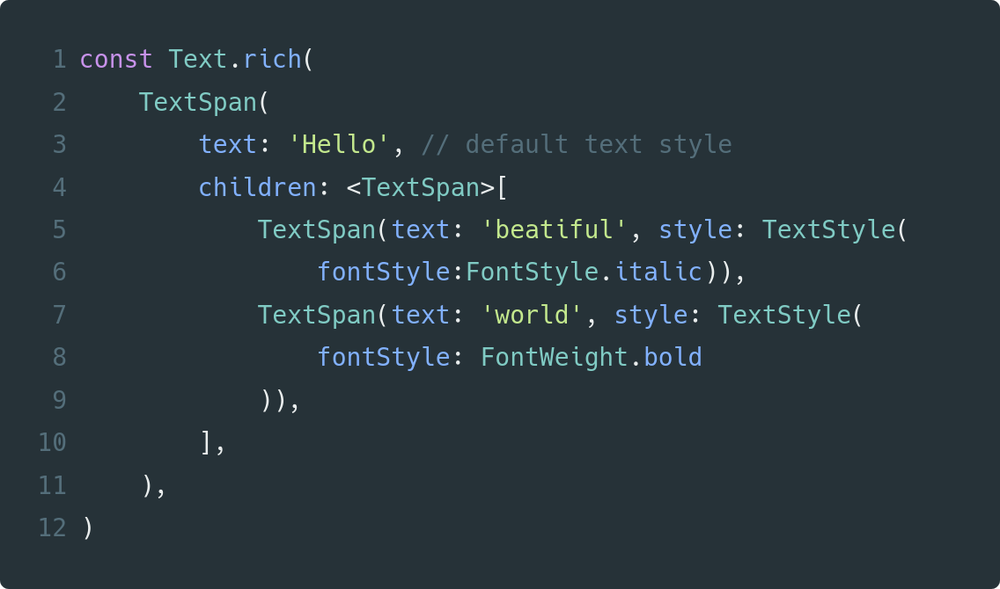 1 const Text.rich(
2     TextSpan(
3         text: 'Hello', // default text style
4         children: <TextSpan>[
5             TextSpan(text: 'beatiful', style: TextStyle(
6                 fontStyle:FontStyle.italic)),
7             TextSpan(text: 'world', style: TextStyle(
8                 fontStyle: FontWeight.bold
9             )),
10         ],
11     ),
12 )